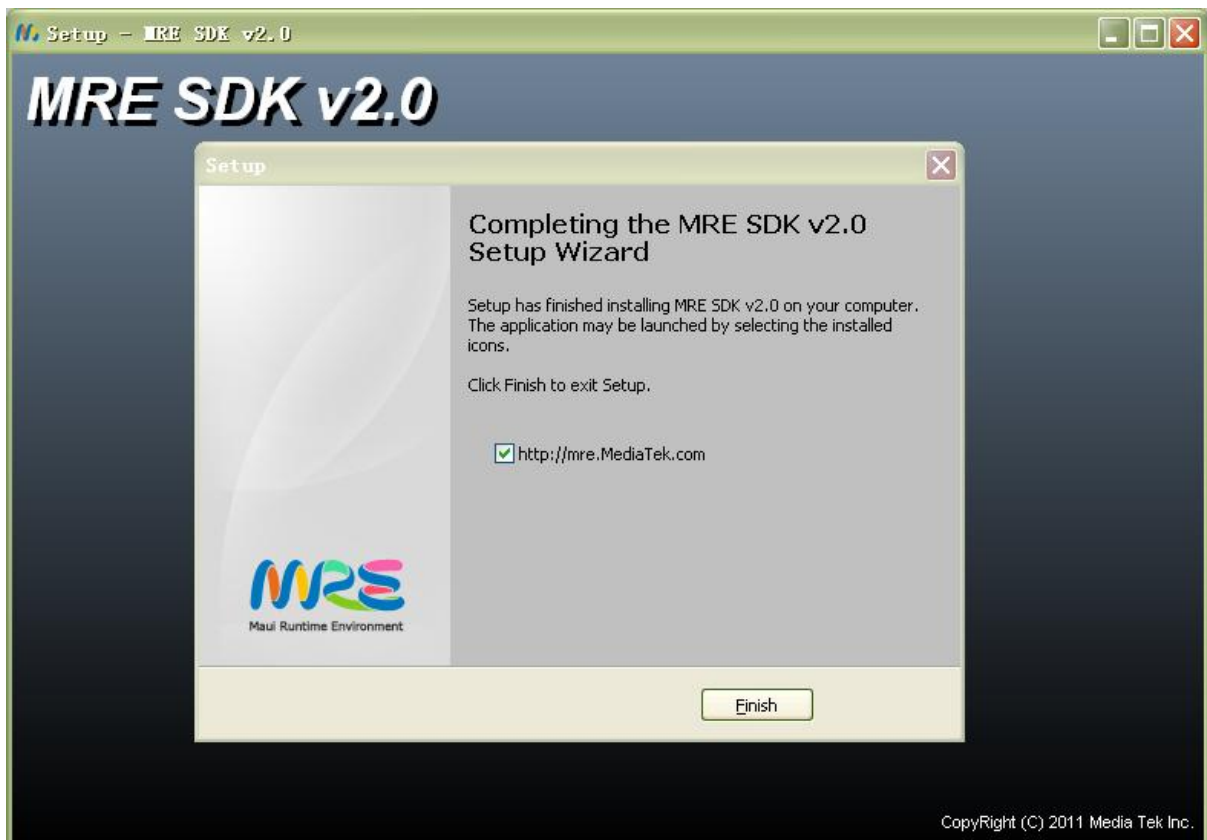 Setup - MRE SDK v2.0
MRE SDK v2.0
Setup
Completing the MRE SDK v2.0
Setup Wizard
Setup has finished installing MRE SDK v2.0 on your computer.
The application may be launched by selecting the installed
icons.
Click Finish to exit Setup.
http://mre.MediaTek.com
MRE
Maui Runtime Environment
Finish
CopyRight (C) 2011 Media Tek Inc.